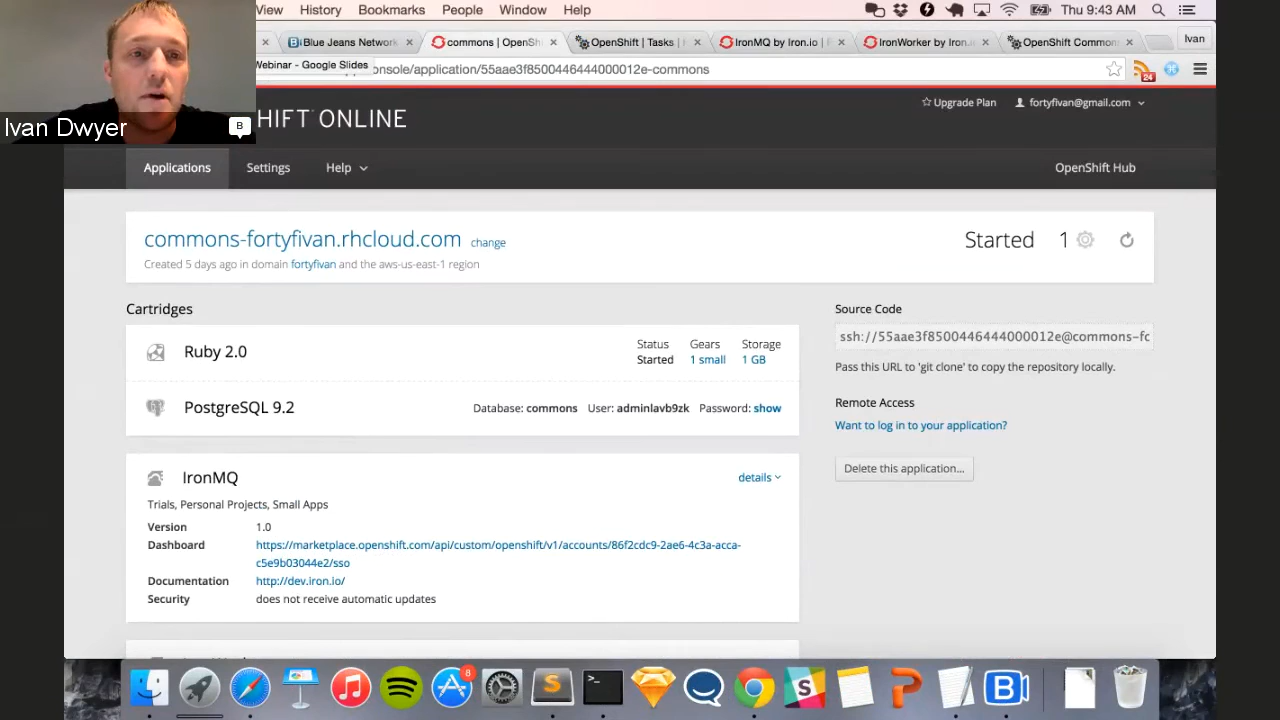 View History Bookmarks People Window Help Thu 9:43 AM
Blue Jeans Network commons | OpenShi OpenShift | Tasks | IronMQ by Iron.io | IronWorker by Iron.io OpenShift Common Ivan
Webinar - Google Slides
onsole/application/55aae3f8500446444000012e-commons
24
Ivan Dwyer
B
HIFT ONLINE
Upgrade Plan fortyfivan@gmail.com
Applications Settings Help OpenShift Hub
commons-fortyfivan.rhcloud.com change
Started 1
Created 5 days ago in domain fortyfivan and the aws-us-east-1 region
Cartridges
Source Code
Ruby 2.0
Status Gears Storage
Started 1 small 1 GB
ssh://55aae3f8500446444000012e@commons-fo
Pass this URL to 'git clone' to copy the repository locally.
PostgreSQL 9.2
Database: commons User: adminlavb9zk Password: show
Remote Access
Want to log in to your application?
Delete this application...
IronMQ details
Trials, Personal Projects, Small Apps
Version 1.0
Dashboard https://marketplace.openshift.com/api/custom/openshift/v1/accounts/86f2cdc9-2ae6-4c3a-acca-
c5e9b03044e2/sso
Documentation http://dev.iron.io/
Security does not receive automatic updates
8
S
>_
S
P
B